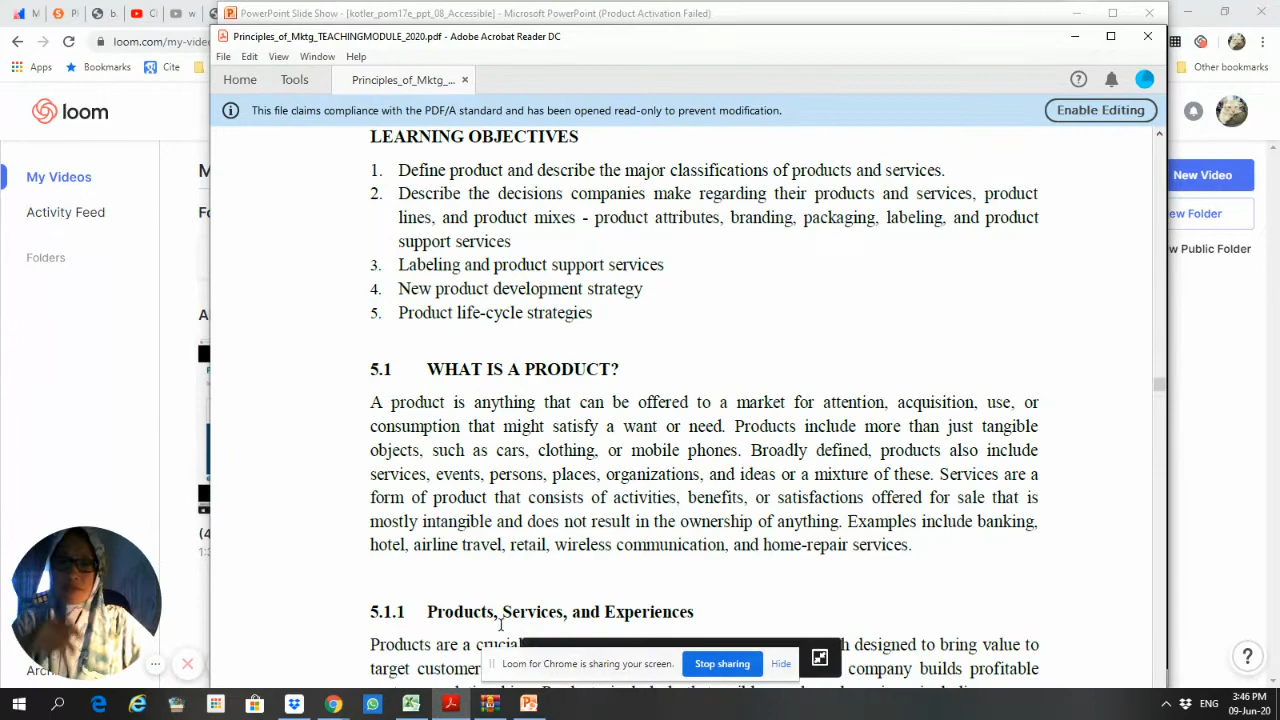 PowerPoint Slide Show - [kotler_pom17e_ppt_08_Accessible] - Microsoft PowerPoint (Product Activation Failed)
Principles_of_Mktg_TEACHINGMODULE_2020.pdf - Adobe Acrobat Reader DC
loom.com/my-video
File Edit View Window Help
Apps Bookmarks Cite
Other bookmarks
Home Tools Principles_of_Mktg_...
This file claims compliance with the PDF/A standard and has been opened read-only to prevent modification.
Enable Editing
loom
My Videos
Activity Feed
Folders
New Video
ew Folder
w Public Folder
LEARNING OBJECTIVES
1. Define product and describe the major classifications of products and services.
2. Describe the decisions companies make regarding their products and services, product
lines, and product mixes - product attributes, branding, packaging, labeling, and product
support services
3. Labeling and product support services
4. New product development strategy
5. Product life-cycle strategies
5.1 WHAT IS A PRODUCT?
A product is anything that can be offered to a market for attention, acquisition, use, or
consumption that might satisfy a want or need. Products include more than just tangible
objects, such as cars, clothing, or mobile phones. Broadly defined, products also include
services, events, persons, places, organizations, and ideas or a mixture of these. Services are a
form of product that consists of activities, benefits, or satisfactions offered for sale that is
mostly intangible and does not result in the ownership of anything. Examples include banking,
hotel, airline travel, retail, wireless communication, and home-repair services.
5.1.1 Products, Services, and Experiences
Products are a crucial
h designed to bring value to
target customer
company builds profitable
Loom for Chrome is sharing your screen. Stop sharing Hide
Arc
ENG
3:46 PM
09-Jun-20